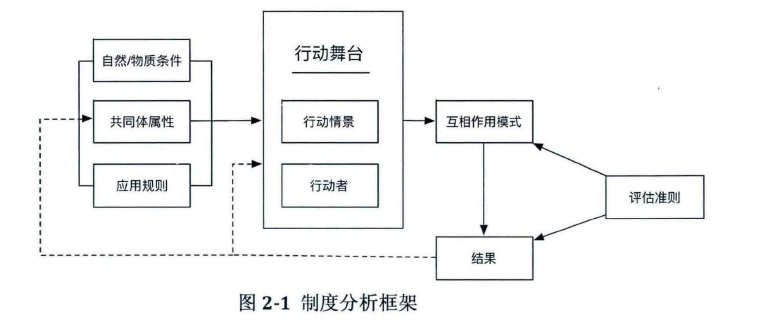 自然/物质条件
共同体属性
应用规则
行动舞台
行动情景
行动者
互相作用模式
结果
评估准则
图 2-1 制度分析框架